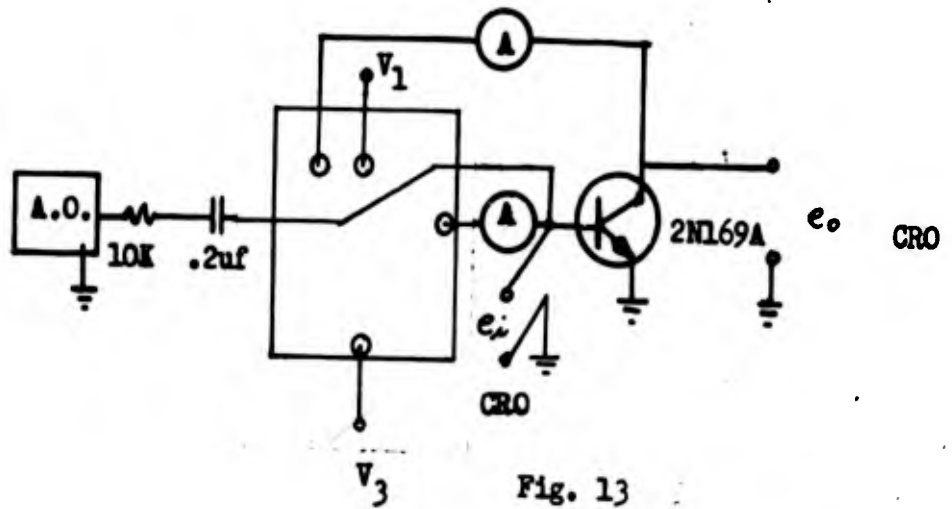 A
V1
A.O.
10K
.2uf
A
2N169A
eo
CRO
ei
CRO
V3
Fig. 13